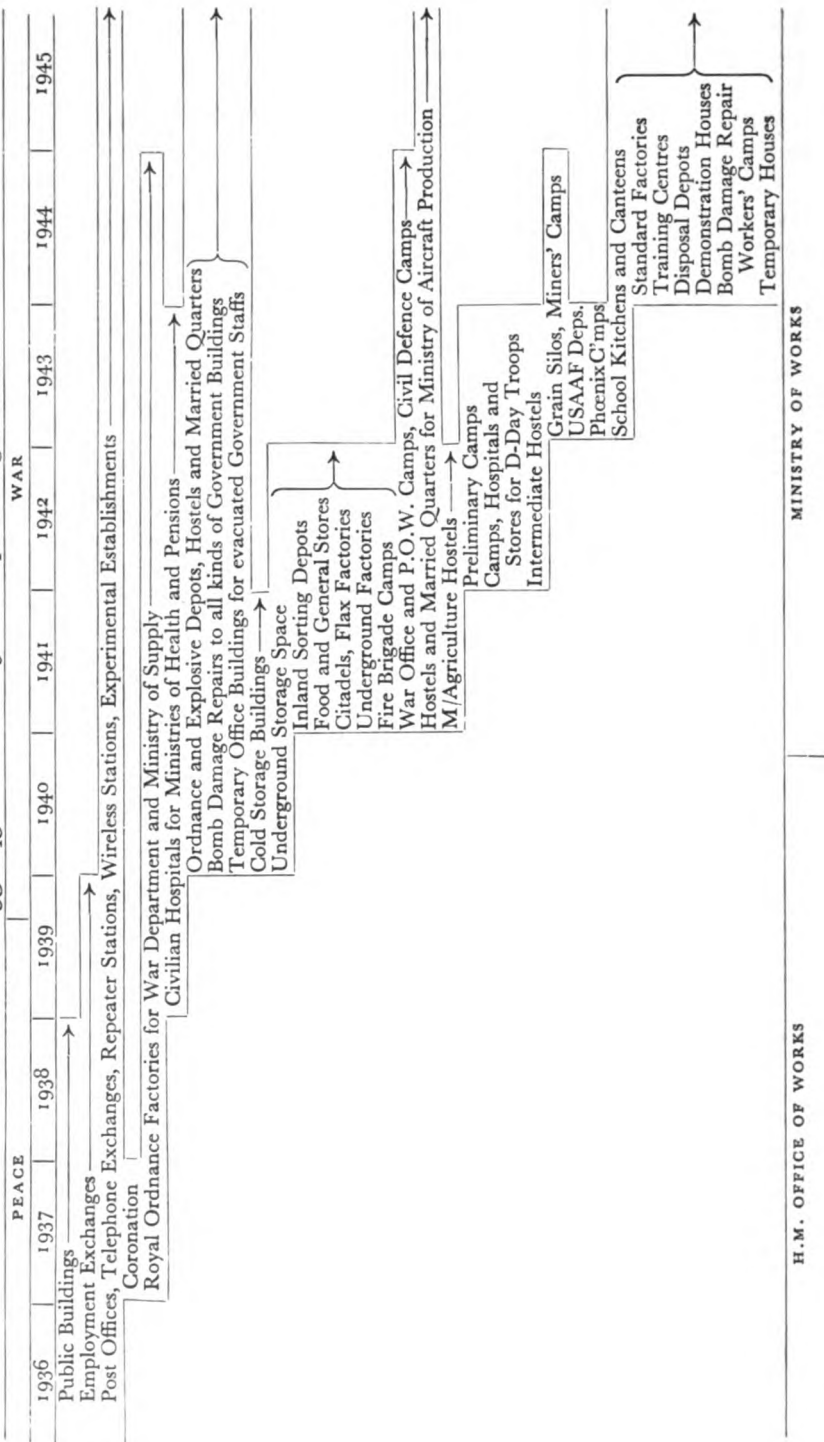 PEACE WAR
1936 1937 1938 1939 1940 1941 1942 1943 1944 1945
Public Buildings
Employment Exchanges
Post Offices, Telephone Exchanges, Repeater Stations, Wireless Stations, Experimental Establishments
Coronation
Royal Ordnance Factories for War Department and Ministry of Supply
Civilian Hospitals for Ministries of Health and Pensions
Ordnance and Explosive Depots, Hostels and Married Quarters
Bomb Damage Repairs to all kinds of Government Buildings
Temporary Office Buildings for evacuated Government Staffs
Cold Storage Buildings
Underground Storage Space
Inland Sorting Depots
Food and General Stores
Citadels, Flax Factories
Underground Factories
Fire Brigade Camps
War Office and P.O.W. Camps, Civil Defence Camps
Hostels and Married Quarters for Ministry of Aircraft Production
M/Agriculture Hostels
Preliminary Camps
Camps, Hospitals and
Stores for D-Day Troops
Intermediate Hostels
Grain Silos, Miners' Camps
USAAF Deps.
PhœnixC'mps
School Kitchens and Canteens
Standard Factories
Training Centres
Disposal Depots
Demonstration Houses
Bomb Damage Repair
Workers' Camps
Temporary Houses
H.M. OFFICE OF WORKS MINISTRY OF WORKS